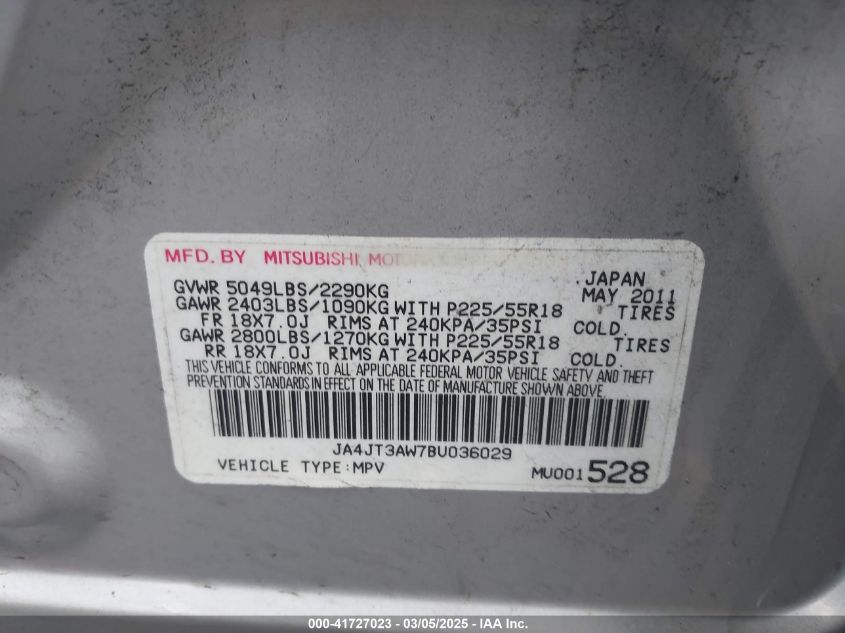 MFD. BY MITSUBISHI
JAPAN
GVWR 5049LBS/2290KG MAY 2011
GAWR 2403LBS/1090KG WITH P225/55R18 TIRES
FR 18X7.0J RIMS AT 240KPA/35PSI COLD.
GAWR 2800LBS/1270KG WITH P225/55R18 TIRES
RR 18X7.0J RIMS AT 240KPA/35PSI COLD.
THIS VEHICLE CONFORMS TO ALL APPLICABLE FEDERAL MOTOR VEHICLE SAFETY AND THEFT
PREVENTION STANDARDS IN EFFECT ON THE DATE OF MANUFACTURE SHOWN ABOVE.
JA4JT3AW7BU036029
VEHICLE TYPE:MPV MU001528
000-41727023 - 03/05/2025 - IAA Inc.